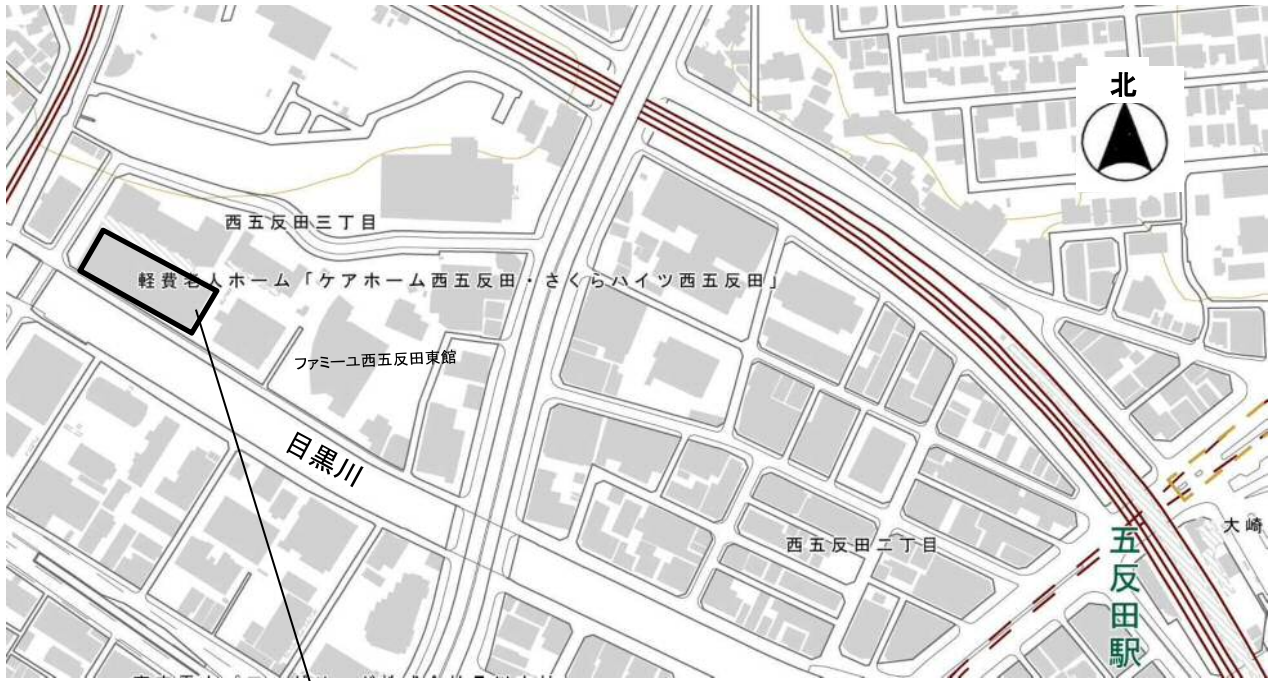 北
西五反田三丁目
軽費老人ホーム「ケアホーム西五反田・さくらハイツ西五反田」
ファミーユ西五反田東館
目黒川
西五反田二丁目
大崎
五反田駅